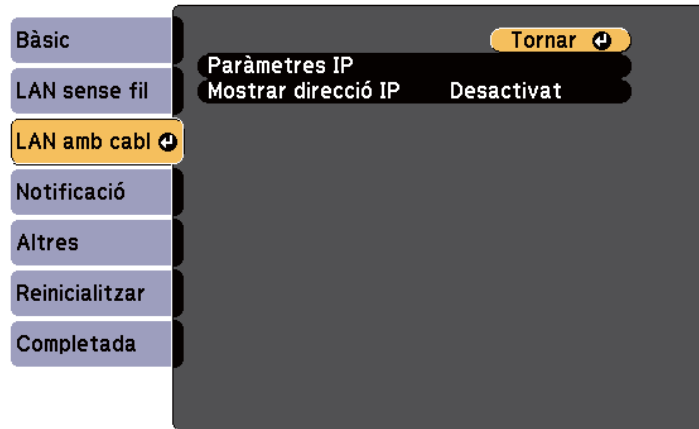 Bàsic
LAN sense fil
LAN amb cabl
Notificació
Altres
Reinicialitzar
Completada
Tornar
Paràmetres IP
Mostrar direcció IP Desactivat